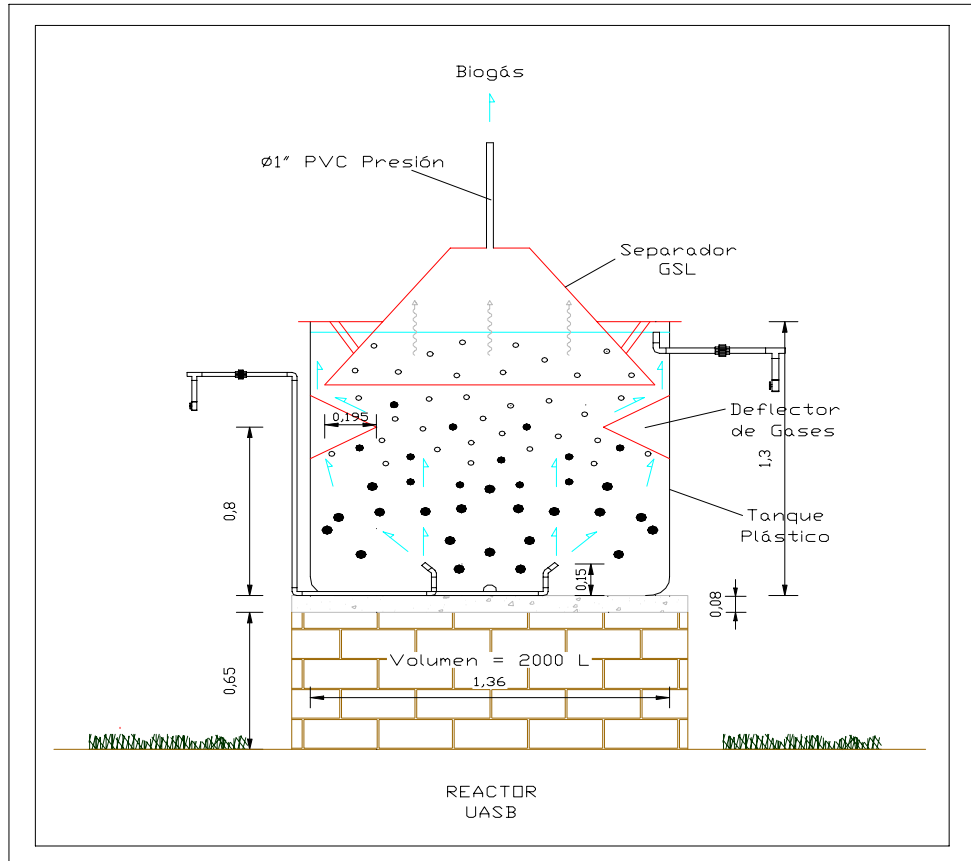 Biogás
Ø1" PVC Presión
Separador
GSL
0,195
Deflector
de Gases
1,3
0,8
Tanque
Plástico
0,15
0,08
0,65
Volumen = 2000 L
1,36
REACTOR
UASB